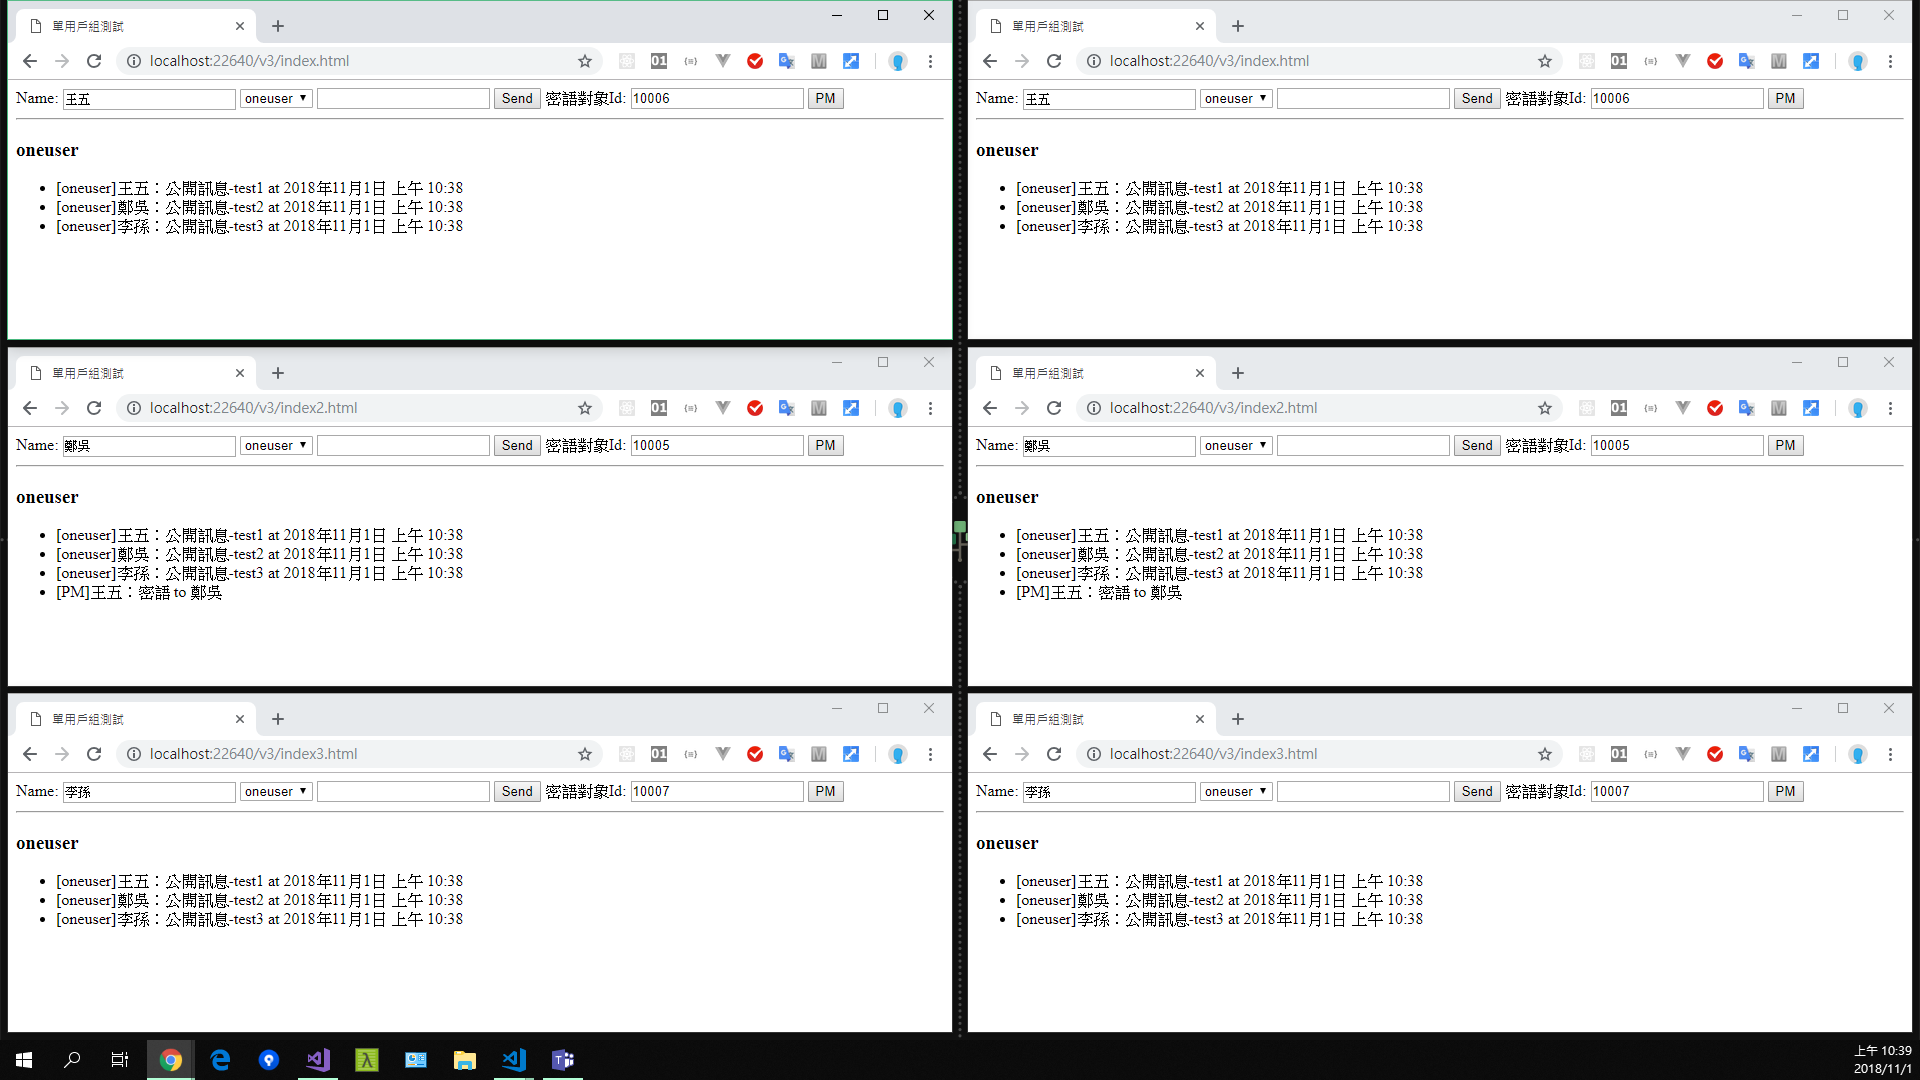 單用戶組測試
localhost:22640/v3/index.html
01
Name: 王五 oneuser Send 密語對象Id: 10006 PM
oneuser
[oneuser]王五：公開訊息-test1 at 2018年11月1日 上午 10:38
[oneuser]鄭吳：公開訊息-test2 at 2018年11月1日 上午 10:38
[oneuser]李孫：公開訊息-test3 at 2018年11月1日 上午 10:38
單用戶組測試
localhost:22640/v3/index.html
01
Name: 王五 oneuser Send 密語對象Id: 10006 PM
oneuser
[oneuser]王五：公開訊息-test1 at 2018年11月1日 上午 10:38
[oneuser]鄭吳：公開訊息-test2 at 2018年11月1日 上午 10:38
[oneuser]李孫：公開訊息-test3 at 2018年11月1日 上午 10:38
單用戶組測試
localhost:22640/v3/index2.html
01
Name: 鄭吳 oneuser Send 密語對象Id: 10005 PM
oneuser
[oneuser]王五：公開訊息-test1 at 2018年11月1日 上午 10:38
[oneuser]鄭吳：公開訊息-test2 at 2018年11月1日 上午 10:38
[oneuser]李孫：公開訊息-test3 at 2018年11月1日 上午 10:38
[PM]王五：密語 to 鄭吳
單用戶組測試
localhost:22640/v3/index2.html
01
Name: 鄭吳 oneuser Send 密語對象Id: 10005 PM
oneuser
[oneuser]王五：公開訊息-test1 at 2018年11月1日 上午 10:38
[oneuser]鄭吳：公開訊息-test2 at 2018年11月1日 上午 10:38
[oneuser]李孫：公開訊息-test3 at 2018年11月1日 上午 10:38
[PM]王五：密語 to 鄭吳
單用戶組測試
localhost:22640/v3/index3.html
01
Name: 李孫 oneuser Send 密語對象Id: 10007 PM
oneuser
[oneuser]王五：公開訊息-test1 at 2018年11月1日 上午 10:38
[oneuser]鄭吳：公開訊息-test2 at 2018年11月1日 上午 10:38
[oneuser]李孫：公開訊息-test3 at 2018年11月1日 上午 10:38
單用戶組測試
localhost:22640/v3/index3.html
01
Name: 李孫 oneuser Send 密語對象Id: 10007 PM
oneuser
[oneuser]王五：公開訊息-test1 at 2018年11月1日 上午 10:38
[oneuser]鄭吳：公開訊息-test2 at 2018年11月1日 上午 10:38
[oneuser]李孫：公開訊息-test3 at 2018年11月1日 上午 10:38
上午 10:39
2018/11/1